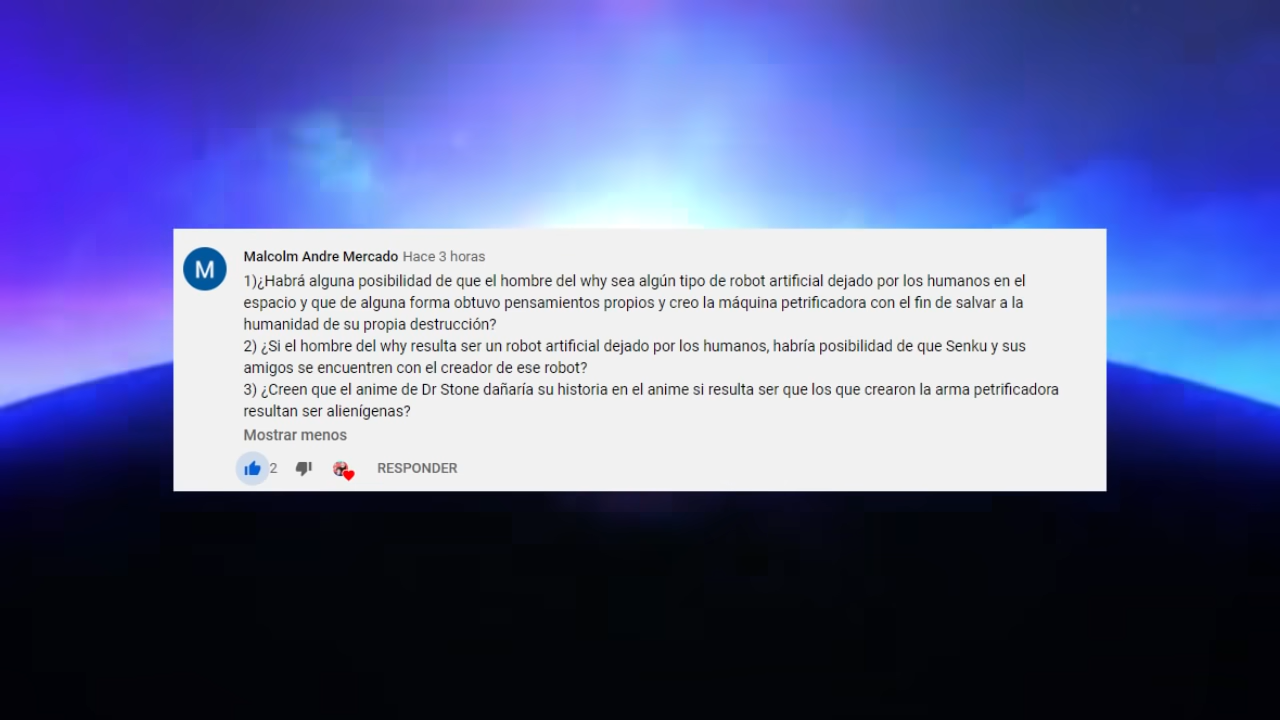 M
Malcolm Andre Mercado Hace 3 horas
1)¿Habrá alguna posibilidad de que el hombre del why sea algún tipo de robot artificial dejado por los humanos en el
espacio y que de alguna forma obtuvo pensamientos propios y creo la máquina petrificadora con el fin de salvar a la
humanidad de su propia destrucción?
2) ¿Si el hombre del why resulta ser un robot artificial dejado por los humanos, habría posibilidad de que Senku y sus
amigos se encuentren con el creador de ese robot?
3) ¿Creen que el anime de Dr Stone dañaría su historia en el anime si resulta ser que los que crearon la arma petrificadora
resultan ser alienígenas?
Mostrar menos
2 RESPONDER